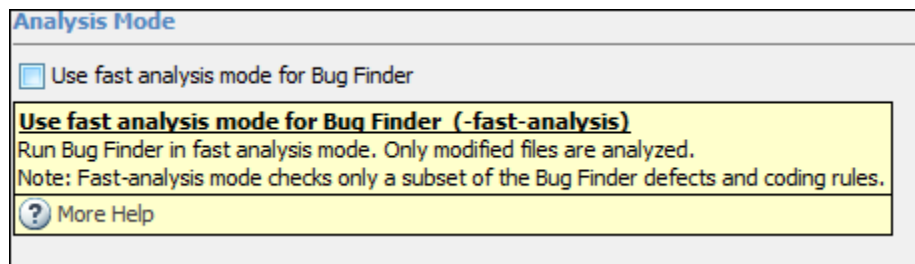 Analysis Mode
Use fast analysis mode for Bug Finder
Use fast analysis mode for Bug Finder (-fast-analysis)
Run Bug Finder in fast analysis mode. Only modified files are analyzed.
Note: Fast-analysis mode checks only a subset of the Bug Finder defects and coding rules.
? More Help